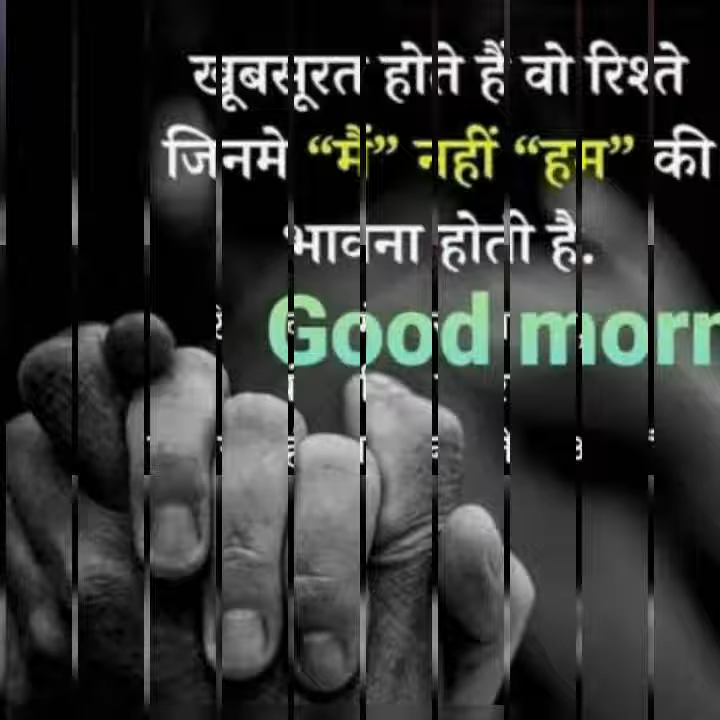 खूबसूरत होते हैं वो रिश्ते
जिनमे “मैं” नहीं “हम” की
भावना होती है.
Good morn